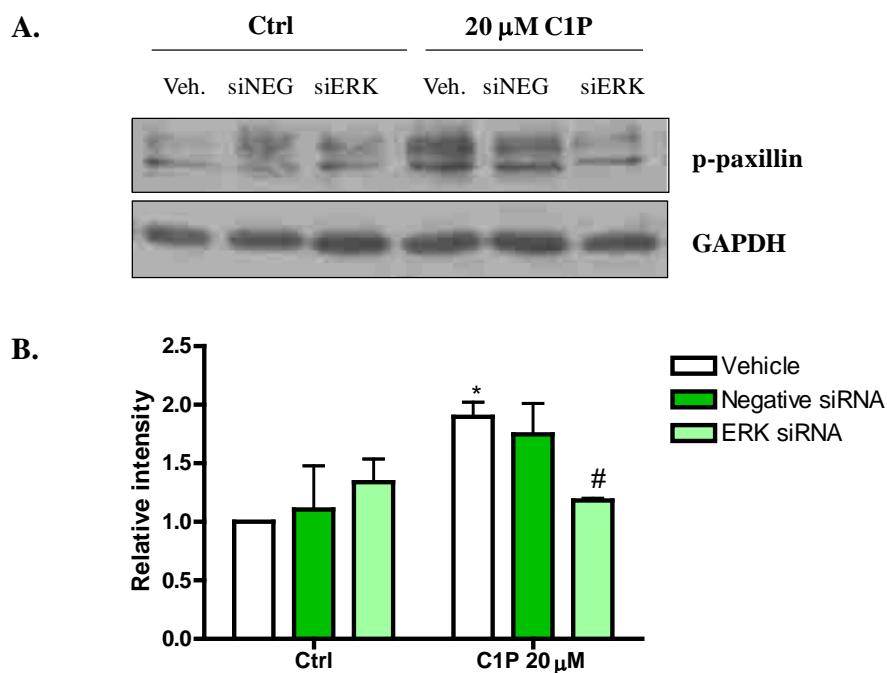 A.
Ctrl 20 μM C1P
Veh. siNEG siERK Veh. siNEG siERK
p-paxillin
GAPDH
B.
Relative intensity
2.5
2.0
1.5
1.0
0.5
0.0
*
#
Ctrl C1P 20 μM
Vehicle
Negative siRNA
ERK siRNA